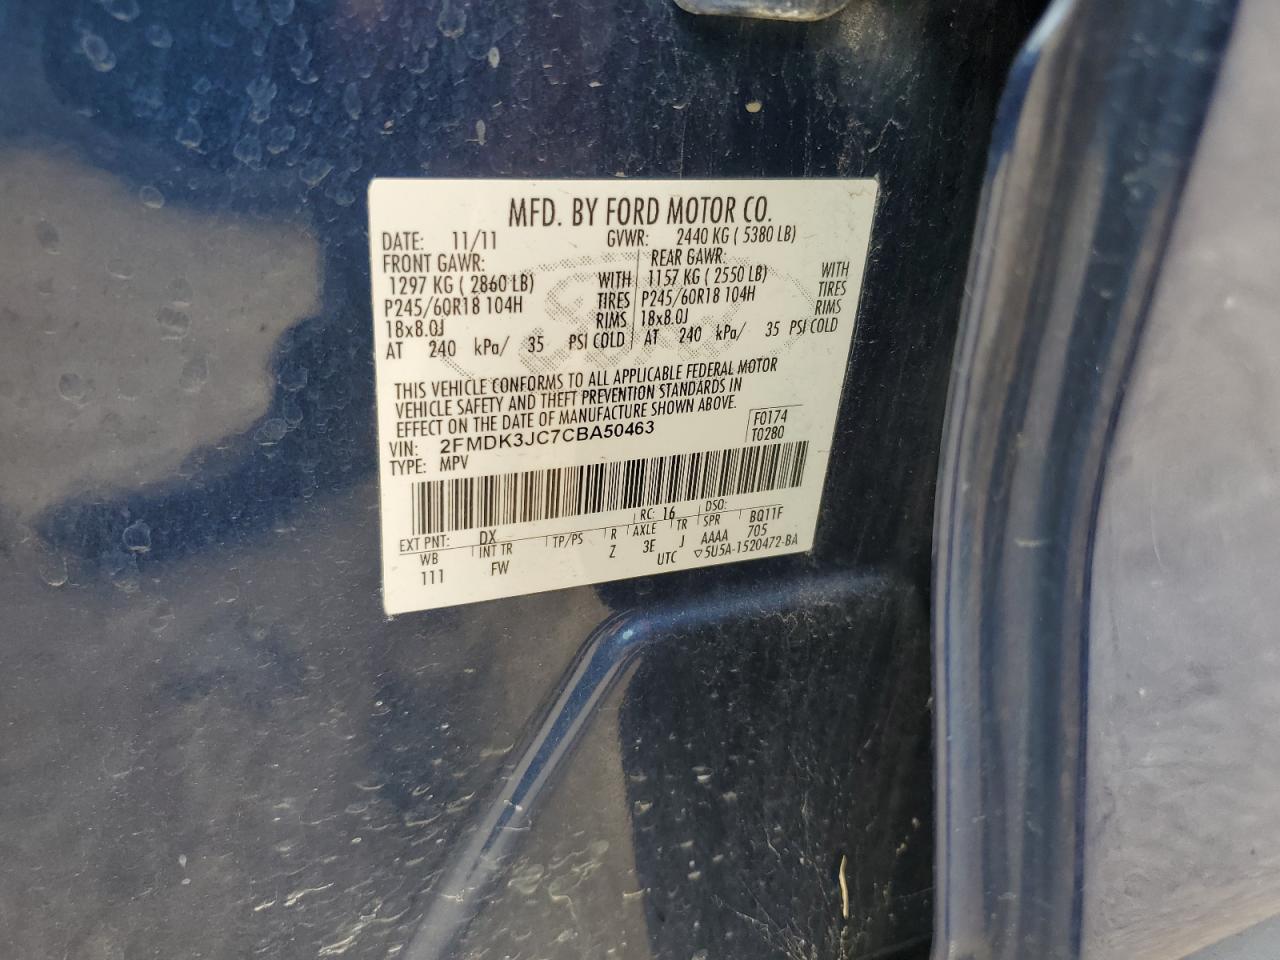 MFD. BY FORD MOTOR CO.
DATE: 11/11 GVWR: 2440 KG ( 5380 LB)
FRONT GAWR: REAR GAWR:
1297 KG ( 2860 LB) WITH 1157 KG ( 2550 LB) WITH
P245/60R18 104H TIRES P245/60R18 104H TIRES
18x8.0J RIMS 18x8.0J RIMS
AT 240 kPa/ 35 PSI COLD AT 240 kPa/ 35 PSI COLD
THIS VEHICLE CONFORMS TO ALL APPLICABLE FEDERAL MOTOR
VEHICLE SAFETY AND THEFT PREVENTION STANDARDS IN
EFFECT ON THE DATE OF MANUFACTURE SHOWN ABOVE.
VIN: 2FMDK3JC7CBA50463 F0174
TYPE: MPV T0280
EXT PNT: DX RC: 16 DSO:
WB INT TR TP/PS R AXLE TR SPR BQ11F
111 FW Z 3E J AAAA 705
UTC ▽5U5A-1520472-BA